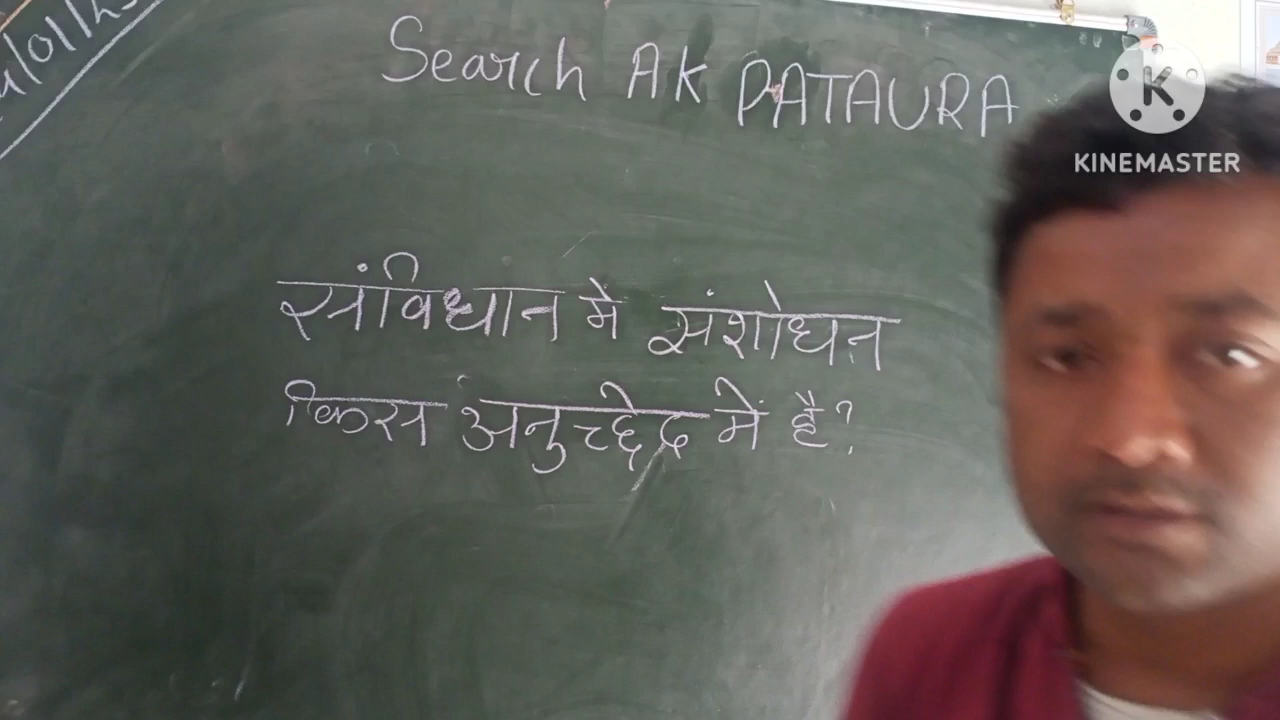 Search AK PATAURA
KINEMASTER
संविधान में संशोधन
किस अनुच्छेद में है?